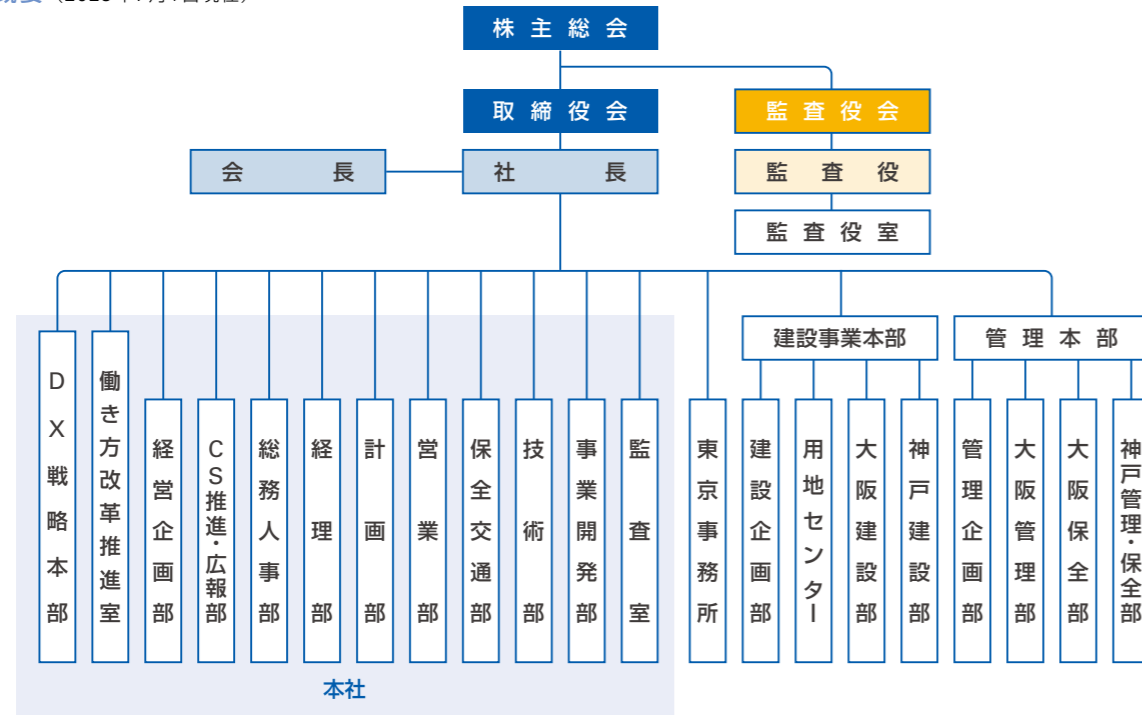 株主総会
取締役会
監査役会
会長
社長
監査役
監査役室
建設事業本部
管理本部
DX戦略本部
働き方改革推進室
経営企画部
CS推進・広報部
総務人事部
経理部
計画部
営業部
保全交通部
技術部
事業開発部
監査室
東京事務所
建設企画部
用地センター
大阪建設部
神戸建設部
管理企画部
大阪管理部
大阪保全部
神戸管理・保全部
本社